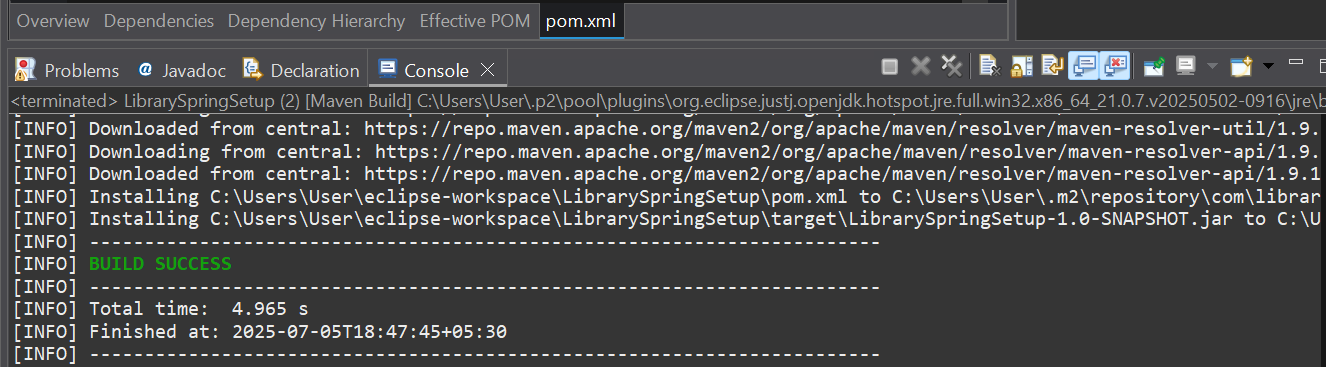 Overview Dependencies Dependency Hierarchy Effective POM pom.xml
Problems @ Javadoc Declaration Console
<terminated> LibrarySpringSetup (2) [Maven Build] C:\Users\User\.p2\pool\plugins\org.eclipse.justj.openjdk.hotspot.jre.full.win32.x86_64_21.0.7.v20250502-0916\jre\b
[INFO] Downloaded from central: https://repo.maven.apache.org/maven2/org/apache/maven/resolver/maven-resolver-util/1.9.
[INFO] Downloading from central: https://repo.maven.apache.org/maven2/org/apache/maven/resolver/maven-resolver-api/1.9.
[INFO] Downloaded from central: https://repo.maven.apache.org/maven2/org/apache/maven/resolver/maven-resolver-api/1.9.1
[INFO] Installing C:\Users\User\eclipse-workspace\LibrarySpringSetup\pom.xml to C:\Users\User\.m2\repository\com\librar
[INFO] Installing C:\Users\User\eclipse-workspace\LibrarySpringSetup\target\LibrarySpringSetup-1.0-SNAPSHOT.jar to C:\U
[INFO] ------------------------------------------------------------------------
[INFO] BUILD SUCCESS
[INFO] ------------------------------------------------------------------------
[INFO] Total time:  4.965 s
[INFO] Finished at: 2025-07-05T18:47:45+05:30
[INFO] ------------------------------------------------------------------------